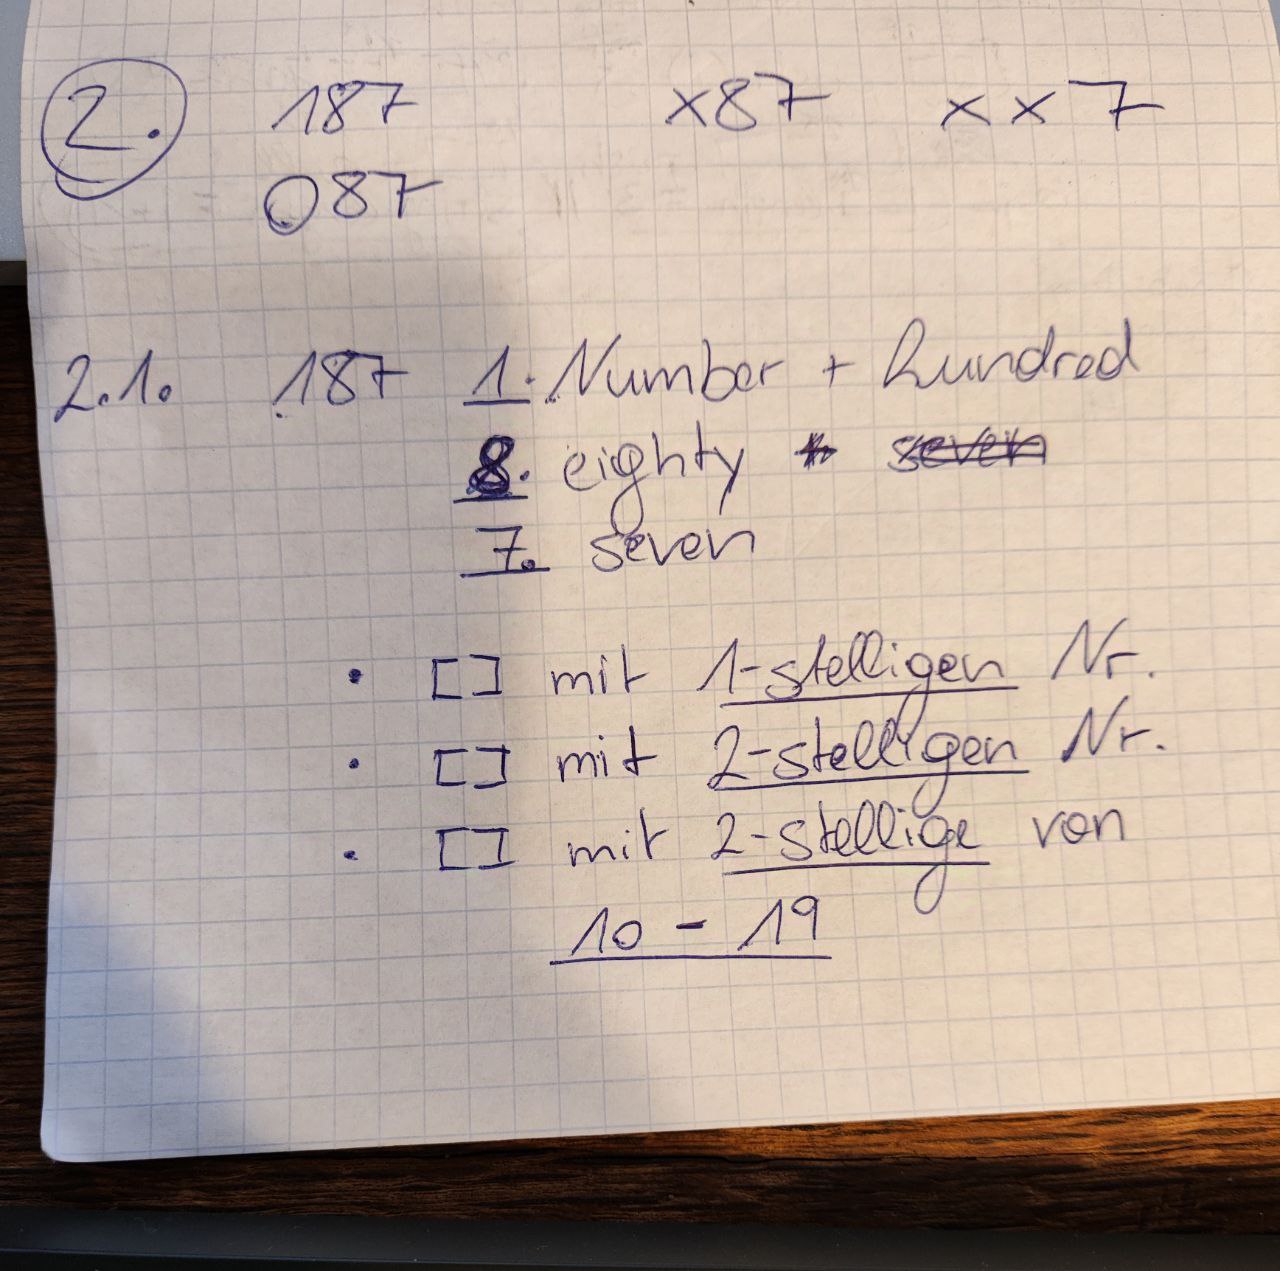 2. 187 x87 xx7
087
2.1. 187 1. Number + hundred
8. eighty
7. seven
• [] mit 1-stelligen Nr.
• [] mit 2-stelligen Nr.
• [] mit 2-stellige von
10 - 19